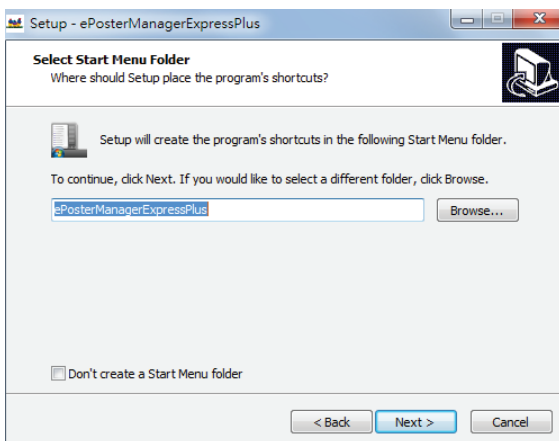 Setup - ePosterManagerExpressPlus
Select Start Menu Folder
Where should Setup place the program's shortcuts?
Setup will create the program's shortcuts in the following Start Menu folder.
To continue, click Next. If you would like to select a different folder, click Browse.
ePosterManagerExpressPlus
Browse...
Don't create a Start Menu folder
< Back
Next >
Cancel